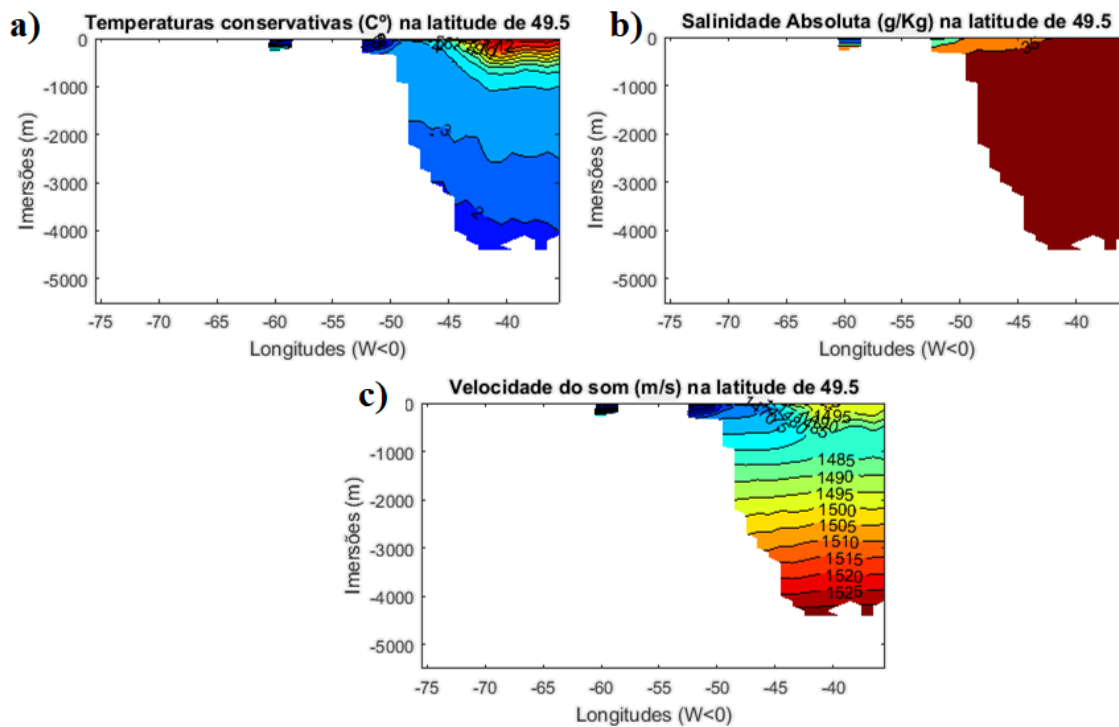 a)
Temperaturas conservativas (Cº) na latitude de 49.5
0
-1000
-2000
-3000
-4000
-5000
Imersões (m)
3
2
-75 -70 -65 -60 -55 -50 -45 -40
Longitudes (W<0)
b)
Salinidade Absoluta (g/Kg) na latitude de 49.5
0
-1000
-2000
-3000
-4000
-5000
Imersões (m)
35
-75 -70 -65 -60 -55 -50 -45 -40
Longitudes (W<0)
c)
Velocidade do som (m/s) na latitude de 49.5
0
-1000
-2000
-3000
-4000
-5000
Imersões (m)
1495
1485
1490
1495
1500
1505
1510
1515
1520
1525
-75 -70 -65 -60 -55 -50 -45 -40
Longitudes (W<0)